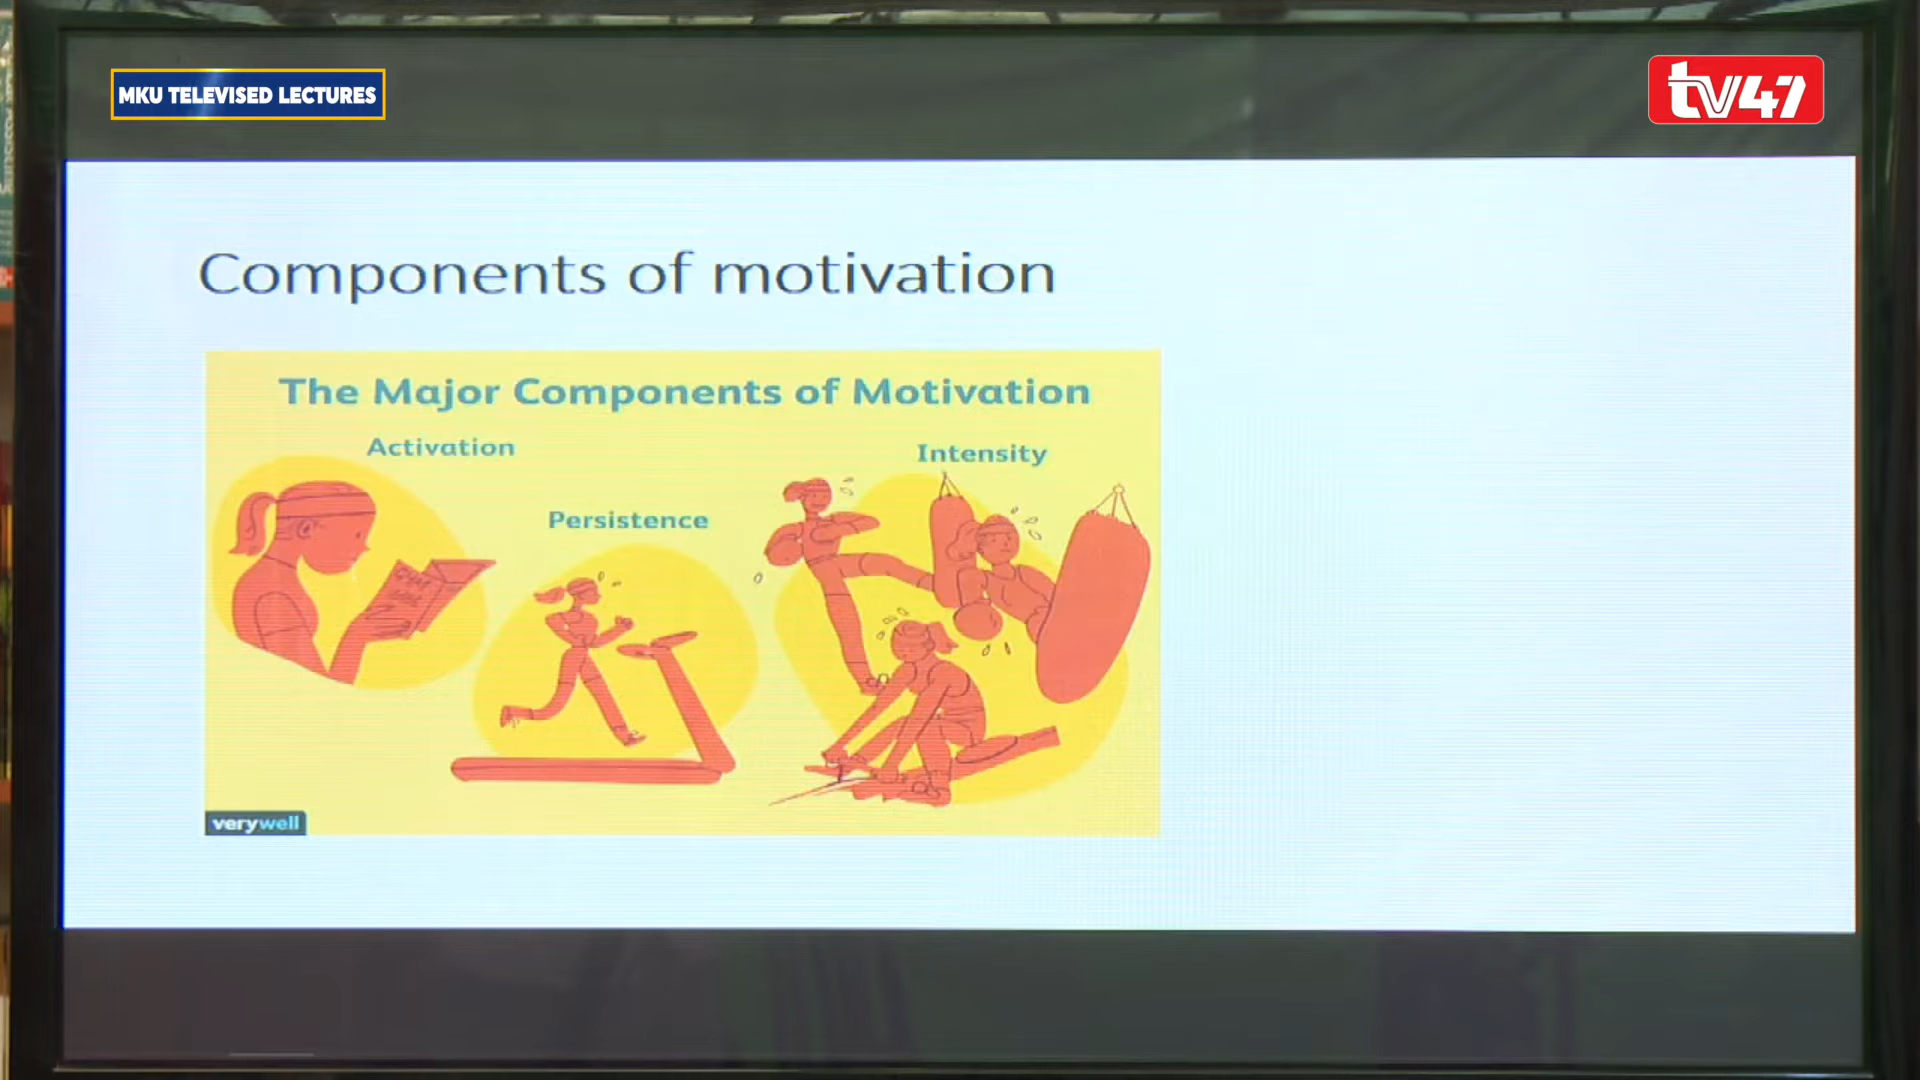 MKU TELEVISED LECTURES
tv47
Components of motivation
The Major Components of Motivation
Activation
Intensity
Persistence
verywell